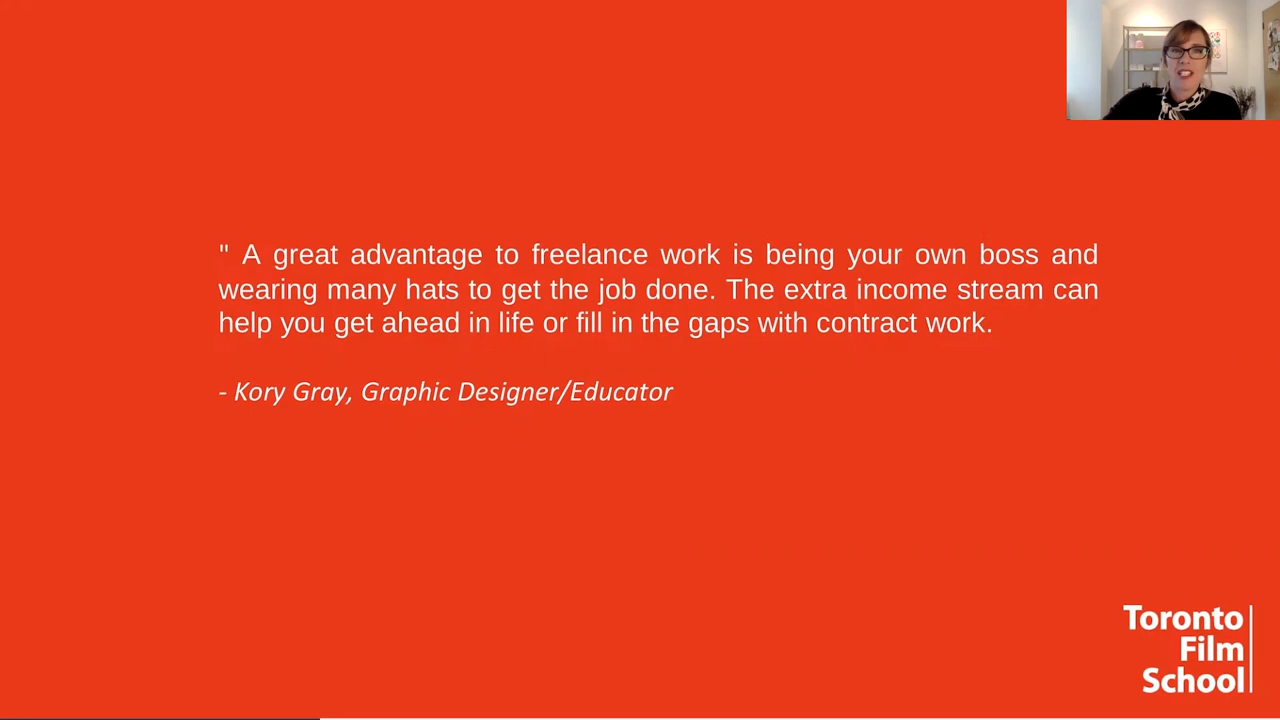 " A great advantage to freelance work is being your own boss and
wearing many hats to get the job done. The extra income stream can
help you get ahead in life or fill in the gaps with contract work.
- Kory Gray, Graphic Designer/Educator
Toronto
Film
School